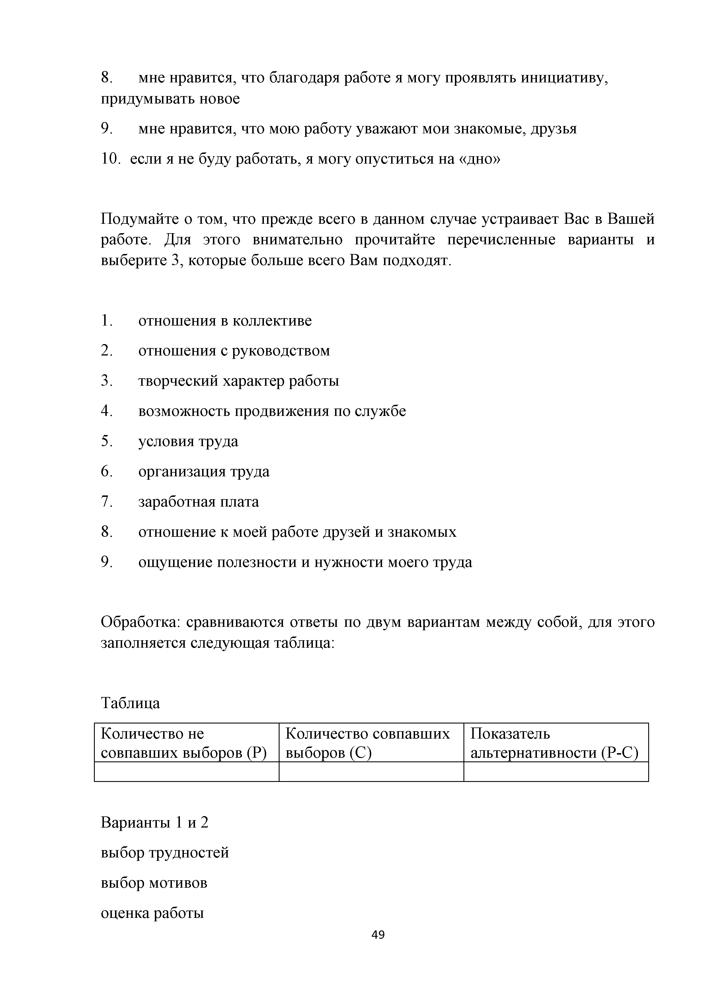 8. мне нравится, что благодаря работе я могу проявлять инициативу,
придумывать новое
9. мне нравится, что мою работу уважают мои знакомые, друзья
10. если я не буду работать, я могу опуститься на «дно»
Подумайте о том, что прежде всего в данном случае устраивает Вас в Вашей
работе. Для этого внимательно прочитайте перечисленные варианты и
выберите 3, которые больше всего Вам подходят.
1. отношения в коллективе
2. отношения с руководством
3. творческий характер работы
4. возможность продвижения по службе
5. условия труда
6. организация труда
7. заработная плата
8. отношение к моей работе друзей и знакомых
9. ощущение полезности и нужности моего труда
Обработка: сравниваются ответы по двум вариантам между собой, для этого
заполняется следующая таблица:
Таблица
Количество не
совпавших выборов (Р)
Количество совпавших
выборов (С)
Показатель
альтернативности (Р-С)
Варианты 1 и 2
выбор трудностей
выбор мотивов
оценка работы
49